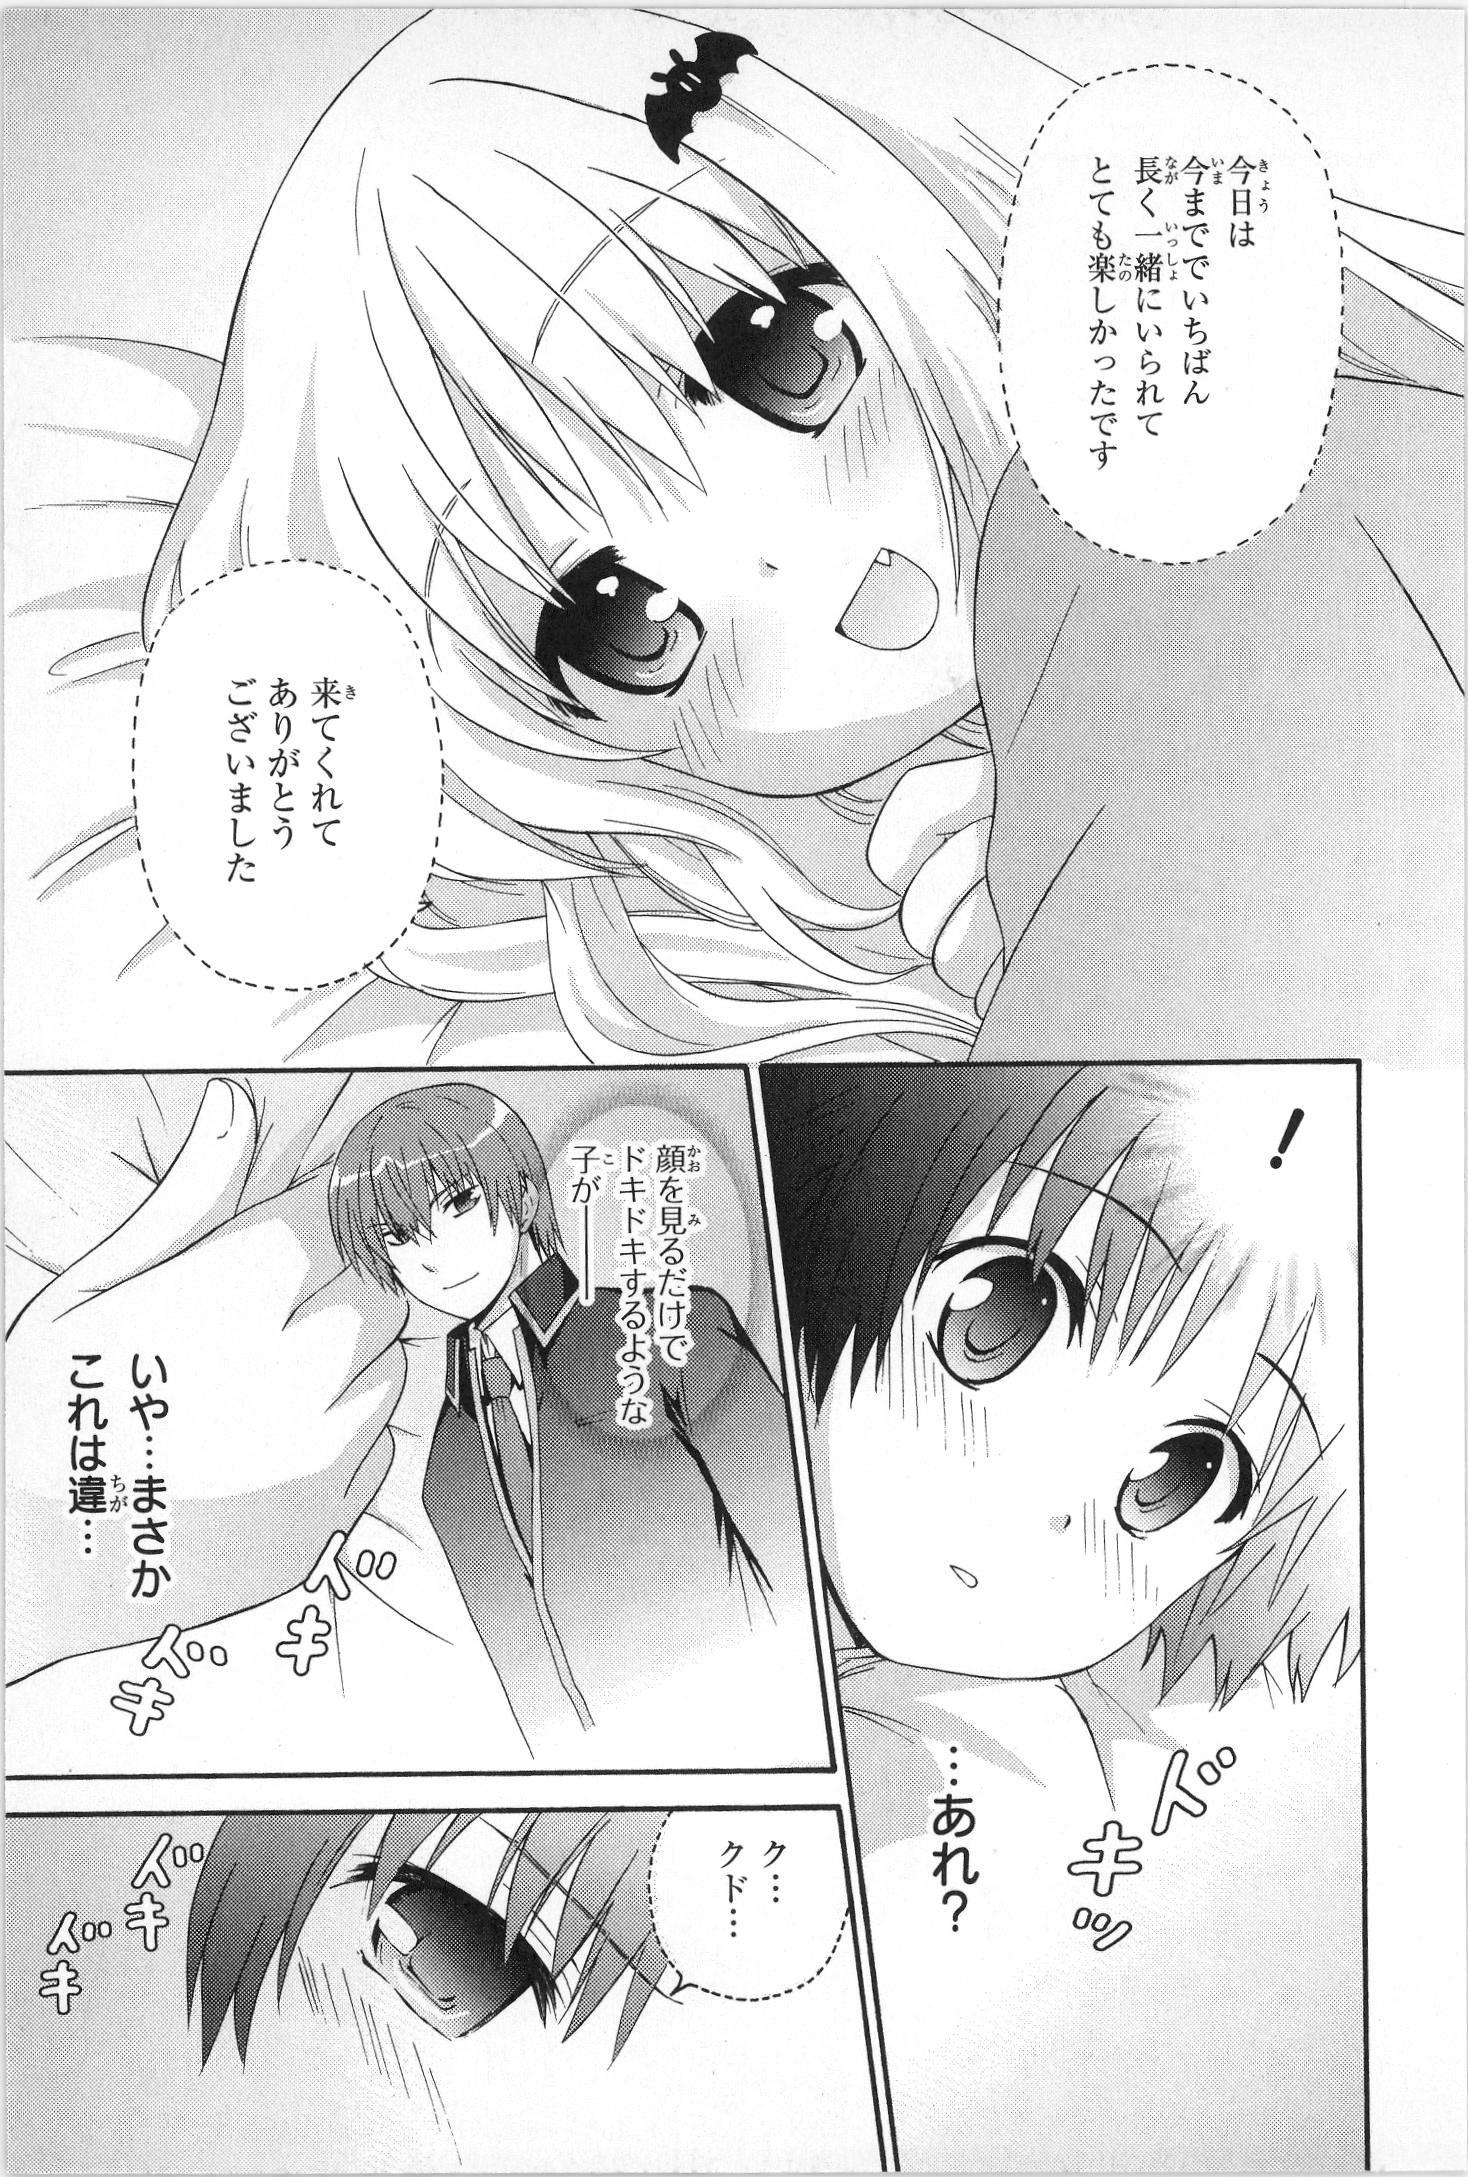 今日は
今まででいちばん
長く一緒にいられて
とても楽しかったです
来てくれて
ありがとう
ございました
！
ドキッ
…あれ？
顔を見るだけで
ドキドキするような
子が――
ドキ
ドキ
いや…まさか
これは違…
ク…
クド…
ドキ
ドキ